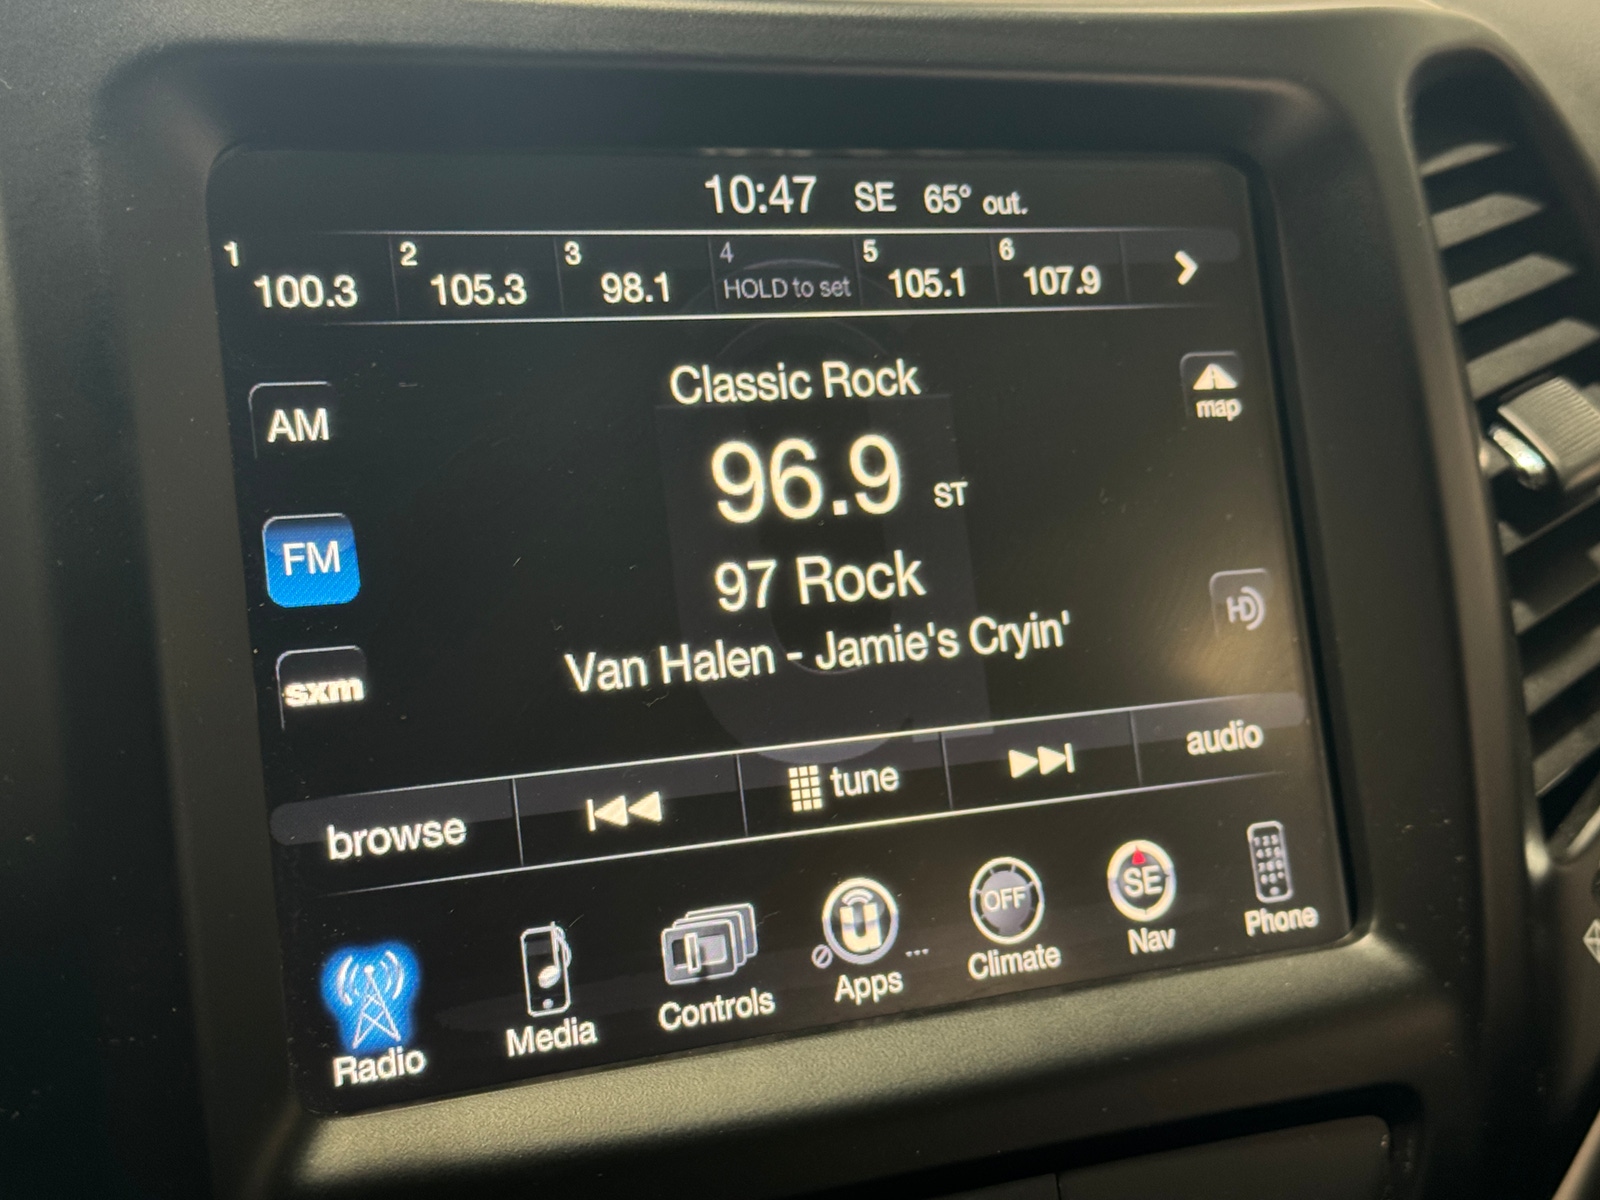 10:47 SE 65° out.
1 100.3 2 105.3 3 98.1 4 HOLD to set 5 105.1 6 107.9
Classic Rock
map
AM
96.9 ST
FM
97 Rock
HD
Van Halen - Jamie's Cryin'
sxm
browse tune audio
OFF
SE
Radio Media Controls Apps Climate Nav Phone